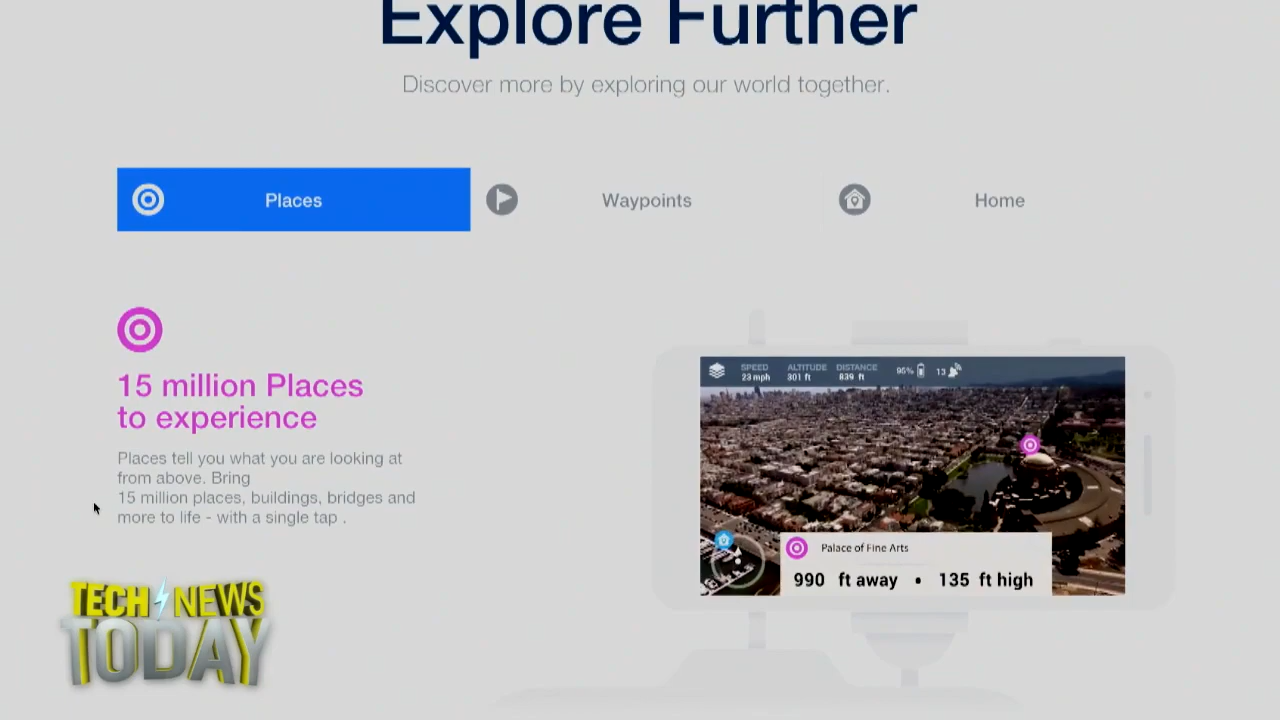 Explore Further
Discover more by exploring our world together.
Places
Waypoints
Home
15 million Places
to experience
Places tell you what you are looking at
from above. Bring
15 million places, buildings, bridges and
more to life - with a single tap .
SPEED
23 mph
ALTITUDE
301 ft
DISTANCE
839 ft
95%
13
Palace of Fine Arts
990 ft away • 135 ft high
TECH NEWS
TODAY